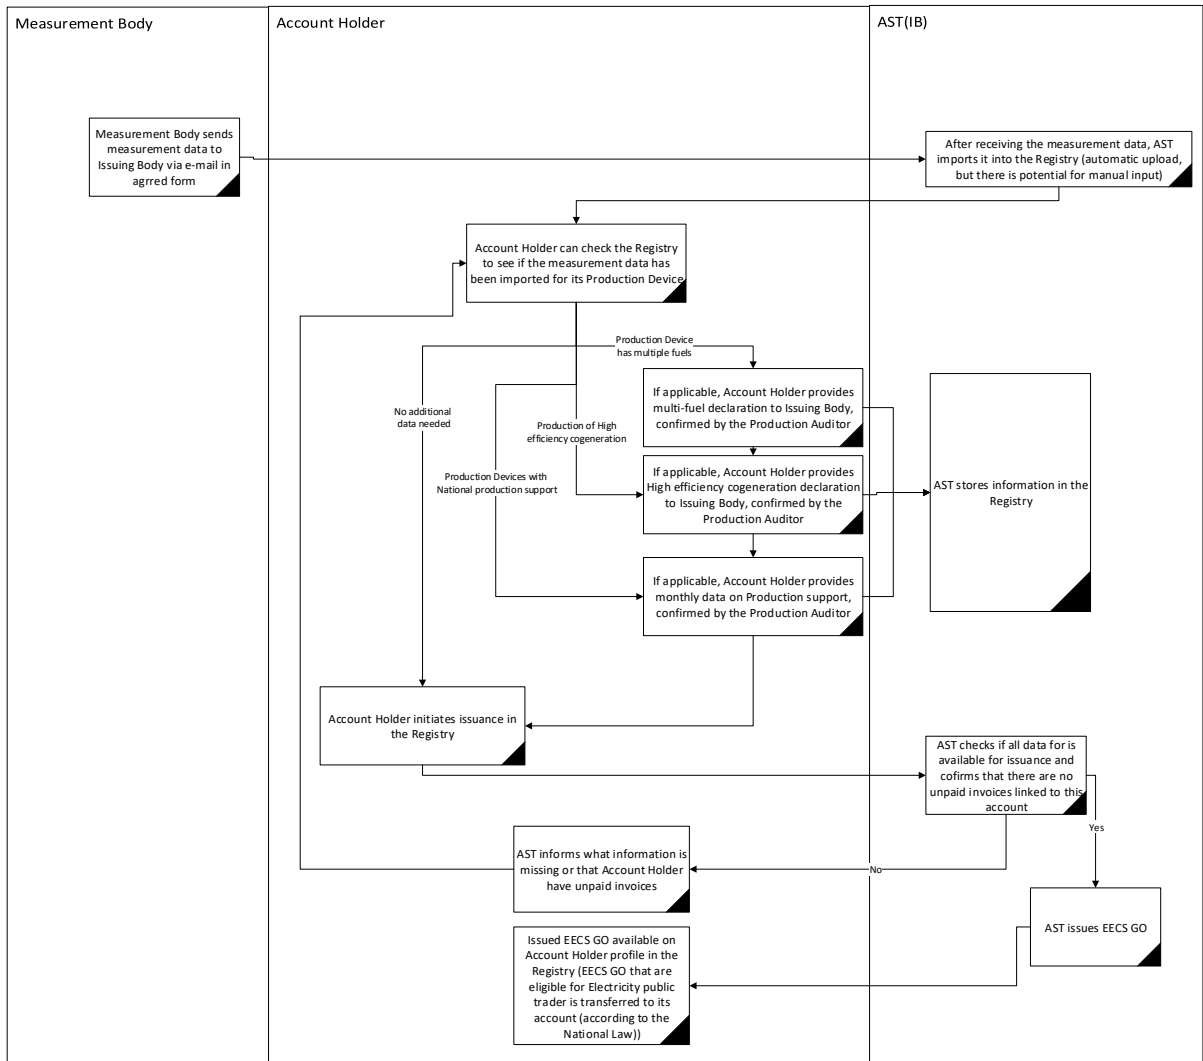 Measurement Body
Account Holder
AST(IB)
Measurement Body sends
measurement data to
Issuing Body via e-mail in
agrred form
After receiving the measurement data, AST
imports it into the Registry (automatic upload,
but there is potential for manual input)
Account Holder can check the Registry
to see if the measurement data has
been imported for its Production Device
Production Device
has multiple fuels
If applicable, Account Holder provides
multi-fuel declaration to Issuing Body,
confirmed by the Production Auditor
No additional
data needed
Production of High
efficiency cogeneration
Production Devices with
National production support
If applicable, Account Holder provides
High efficiency cogeneration declaration
to Issuing Body, confirmed by the
Production Auditor
AST stores information in the
Registry
If applicable, Account Holder provides
monthly data on Production support,
confirmed by the Production Auditor
Account Holder initiates issuance in
the Registry
AST checks if all data for is
available for issuance and
cofirms that there are no
unpaid invoices linked to this
account
Yes
AST informs what information is
missing or that Account Holder
have unpaid invoices
No
AST issues EECS GO
Issued EECS GO available on
Account Holder profile in the
Registry (EECS GO that are
eligible for Electricity public
trader is transferred to its
account (according to the
National Law))